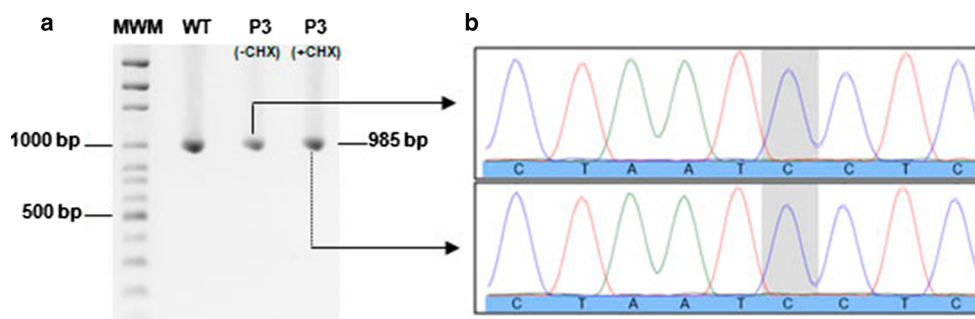 a
MWM WT P3 P3
(-CHX) (+CHX)
1000 bp
985 bp
500 bp
b
C T A A T C C T C
C T A A T C C T C